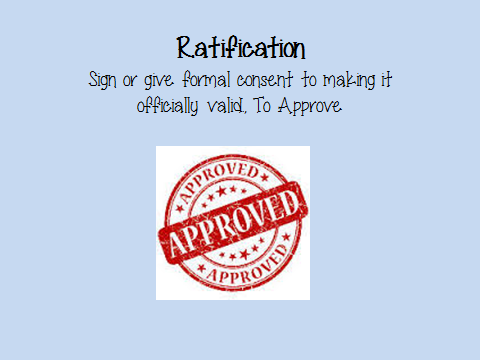 Ratification
Sign or give formal consent to making it
officially valid., To Approve
APPROVED
APPROVED
APPROVED